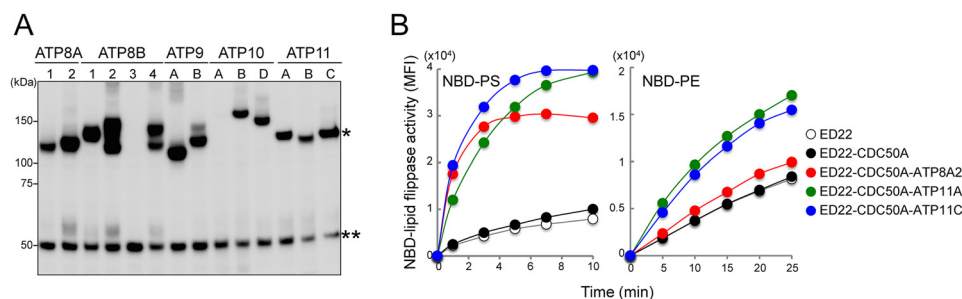 A
ATP8A ATP8B ATP9 ATP10 ATP11
1 2 1 2 3 4 A B A B D A B C
(kDa)
150
100
50
*
**
B
(x10⁴) (x10⁴)
NBD-PS NBD-PE
NBD-lipid flippase activity (MFI)
4
3
2
1
0
2
1.5
1
0.5
0
0 2 4 6 8 10
0 5 10 15 20 25
Time (min)
ED22
ED22-CDC50A
ED22-CDC50A-ATP8A2
ED22-CDC50A-ATP11A
ED22-CDC50A-ATP11C